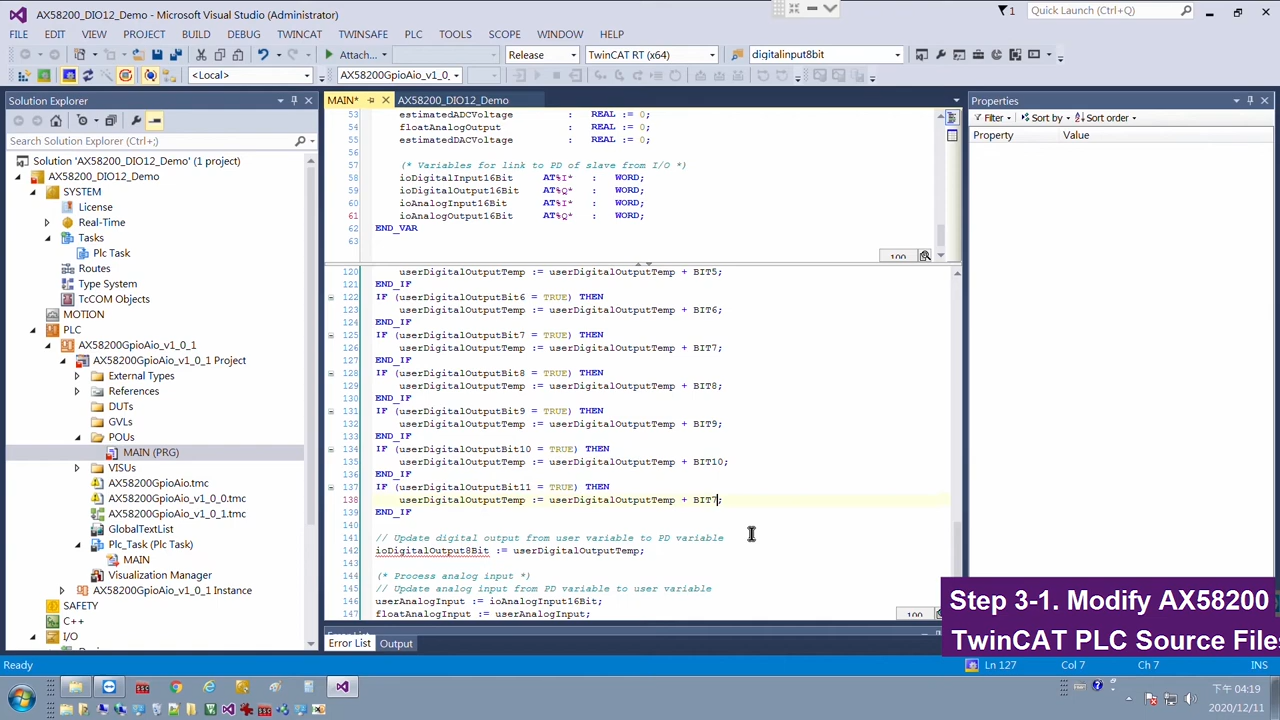 AX58200_DIO12_Demo - Microsoft Visual Studio (Administrator)
1
Quick Launch (Ctrl+;)
FILE EDIT VIEW PROJECT BUILD DEBUG TWINCAT TWINSAFE PLC TOOLS SCOPE WINDOW HELP
Attach... Release TwinCAT RT (x64) digitalinput8bit
<Local> AX58200GpioAio_v1_0_
Solution Explorer
Search Solution Explorer (Ctrl+;)
Solution 'AX58200_DIO12_Demo' (1 project)
AX58200_DIO12_Demo
SYSTEM
License
Real-Time
Tasks
Plc Task
Routes
Type System
TcCOM Objects
MOTION
PLC
AX58200GpioAio_v1_0_1
AX58200GpioAio_v1_0_1 Project
External Types
References
DUTs
GVLs
POUs
MAIN (PRG)
VISUs
AX58200GpioAio.tmc
AX58200GpioAio_v1_0_0.tmc
AX58200GpioAio_v1_0_1.tmc
GlobalTextList
Plc_Task (Plc Task)
MAIN
Visualization Manager
AX58200GpioAio_v1_0_1 Instance
SAFETY
C++
I/O
MAIN* AX58200_DIO12_Demo
53 estimatedADCVoltage : REAL := 0;
54 floatAnalogOutput : REAL := 0;
55 estimatedADCVoltage : REAL := 0;
56
57 (* Variables for link to PD of slave from I/O *)
58 ioDigitalInput16Bit AT%I* : WORD;
59 ioDigitalOutput16Bit AT%Q* : WORD;
60 ioAnalogInput16Bit AT%I* : WORD;
61 ioAnalogOutput16Bit AT%Q* : WORD;
62 END_VAR
63
100
120 userDigitalOutputTemp := userDigitalOutputTemp + BIT5;
121 END_IF
122 IF (userDigitalOutputBit6 = TRUE) THEN
123 userDigitalOutputTemp := userDigitalOutputTemp + BIT6;
124 END_IF
125 IF (userDigitalOutputBit7 = TRUE) THEN
126 userDigitalOutputTemp := userDigitalOutputTemp + BIT7;
127 END_IF
128 IF (userDigitalOutputBit8 = TRUE) THEN
129 userDigitalOutputTemp := userDigitalOutputTemp + BIT8;
130 END_IF
131 IF (userDigitalOutputBit9 = TRUE) THEN
132 userDigitalOutputTemp := userDigitalOutputTemp + BIT9;
133 END_IF
134 IF (userDigitalOutputBit10 = TRUE) THEN
135 userDigitalOutputTemp := userDigitalOutputTemp + BIT10;
136 END_IF
137 IF (userDigitalOutputBit11 = TRUE) THEN
138 userDigitalOutputTemp := userDigitalOutputTemp + BIT7;
139 END_IF
140
141 // Update digital output from user variable to PD variable
142 ioDigitalOutput8Bit := userDigitalOutputTemp;
143
144 (* Process analog input *)
145 // Update analog input from PD variable to user variable
146 userAnalogInput := ioAnalogInput16Bit;
147 floatAnalogInput := userAnalogInput;
100
Error List Output
Properties
Filter Sort by Sort order
Property Value
Step 3-1. Modify AX58200
TwinCAT PLC Source Files
Ready Ln 127 Col 7 Ch 7 INS
下午 04:19
2020/12/11